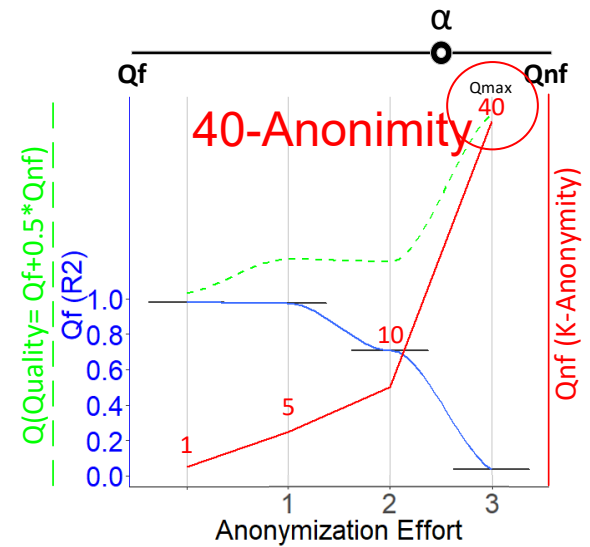 α
Qf
Qnf
Qmax
40
40-Anonimity
Q(Quality= Qf+0.5*Qnf)
Qf (R2)
1.0
0.8
0.6
0.4
0.2
0.0
10
5
1
Qnf (K-Anonymity)
1
2
3
Anonymization Effort